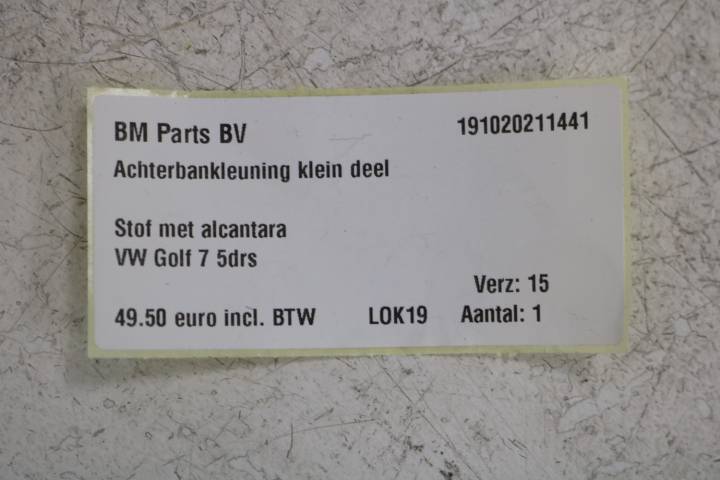 BM Parts BV 191020211441
Achterbankleuning klein deel
Stof met alcantara
VW Golf 7 5drs
Verz: 15
49.50 euro incl. BTW LOK19 Aantal: 1